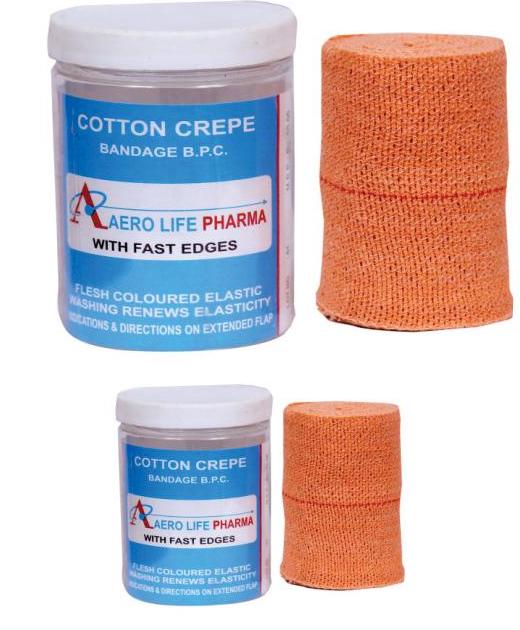 COTTON CREPE
BANDAGE B.P.C.
AERO LIFE PHARMA
WITH FAST EDGES
FLESH COLOURED ELASTIC
WASHING RENEWS ELASTICITY
INDICATIONS & DIRECTIONS ON EXTENDED FLAP
COTTON CREPE
BANDAGE B.P.C.
AERO LIFE PHARMA
WITH FAST EDGES
FLESH COLOURED ELASTIC
WASHING RENEWS ELASTICITY
INDICATIONS & DIRECTIONS ON EXTENDED FLAP